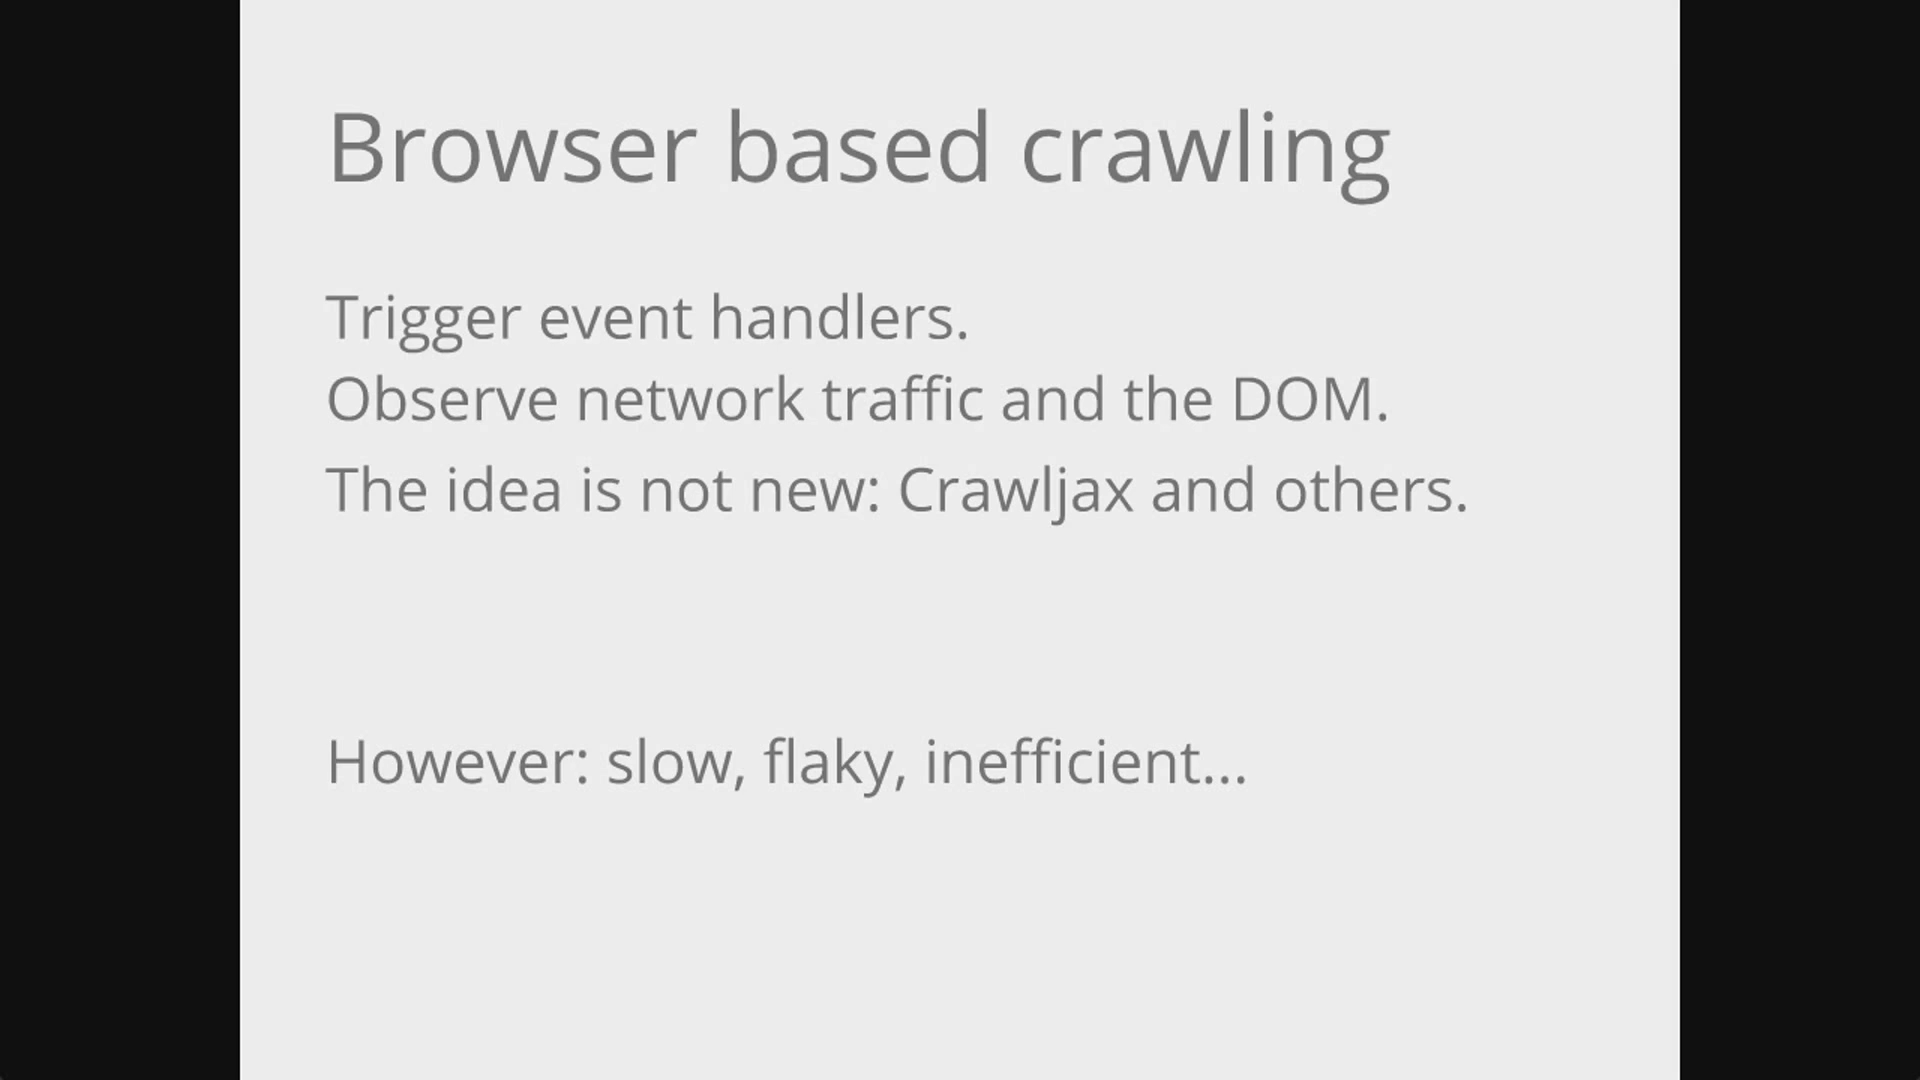 Browser based crawling
Trigger event handlers.
Observe network traffic and the DOM.
The idea is not new: Crawljax and others.
However: slow, flaky, inefficient...